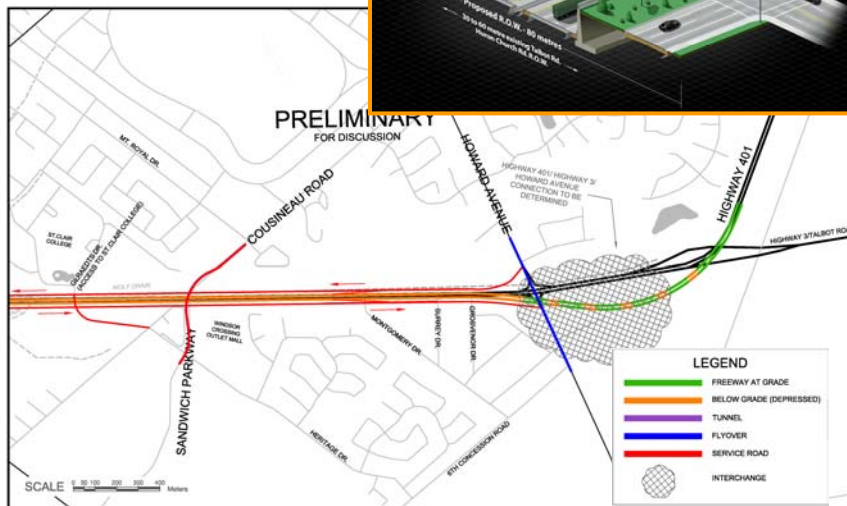 Proposed R.O.W.- 80 metres
30 to 60 metre existing Talbot Rd.
Huron Church Rd. R.O.W.
PRELIMINARY
FOR DISCUSSION
MT. ROYAL DR.
COUSINEAU ROAD
HOWARD AVENUE
HIGHWAY 401/ HIGHWAY 3/
HOWARD AVENUE
CONNECTION TO BE
DETERMINED
HIGHWAY 401
HIGHWAY 3/TALBOT ROA
ST.CLAIR
COLLEGE
GERAEDTS DR.
(ACCESS TO ST.CLAIR COLLEGE)
WOLF DRAIN
WINDSOR
CROSSING
OUTLET MALL
SANDWICH PARKWAY
MONTGOMERY DR.
SURREY DR.
GROSVENOR DR.
HERITAGE DR.
6TH CONCESSION ROAD
SCALE
0 50 100 200 300 400
Meters
LEGEND
FREEWAY AT GRADE
BELOW GRADE (DEPRESSED)
TUNNEL
FLYOVER
SERVICE ROAD
INTERCHANGE